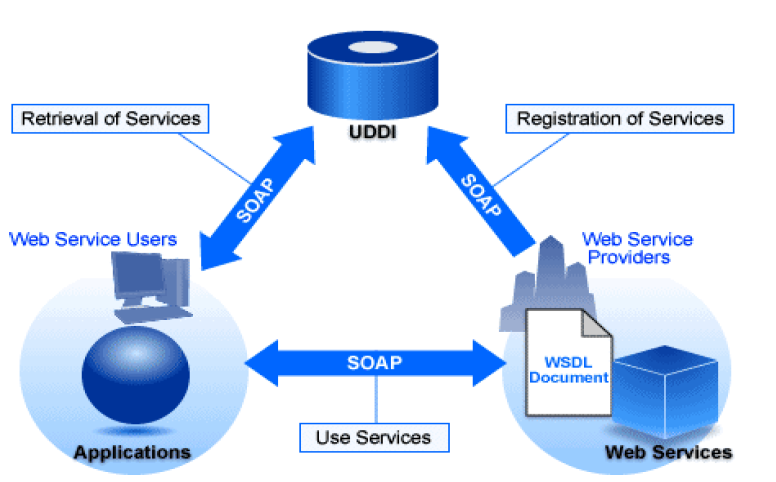 Retrieval of Services
Registration of Services
UDDI
SOAP
SOAP
Web Service Users
Web Service
Providers
SOAP
WSDL
Document
Use Services
Applications
Web Services